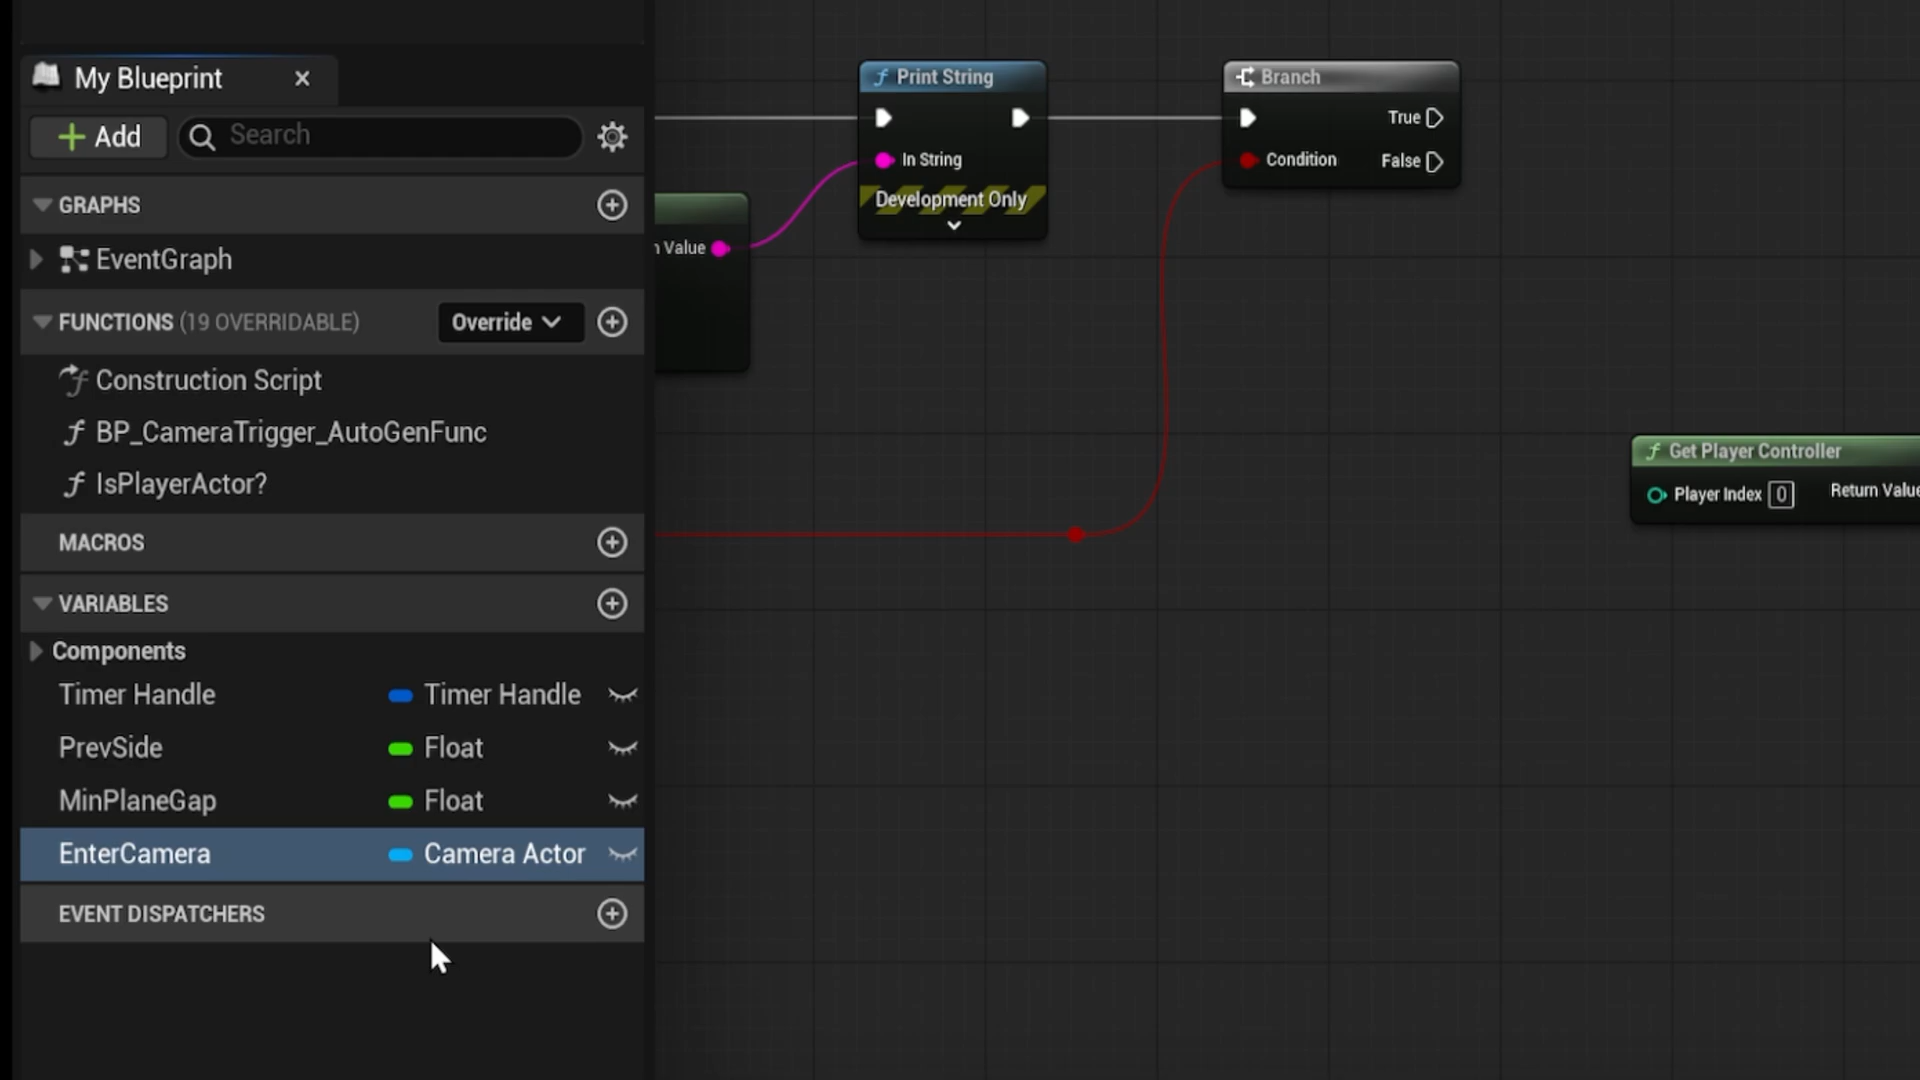 My Blueprint
Add
Search
GRAPHS
EventGraph
FUNCTIONS (19 OVERRIDABLE)
Override
Construction Script
BP_CameraTrigger_AutoGenFunc
IsPlayerActor?
MACROS
VARIABLES
Components
Timer Handle Timer Handle
PrevSide Float
MinPlaneGap Float
EnterCamera Camera Actor
EVENT DISPATCHERS
n Value
Print String
In String
Development Only
Branch
True
Condition False
Get Player Controller
Player Index 0 Return Value